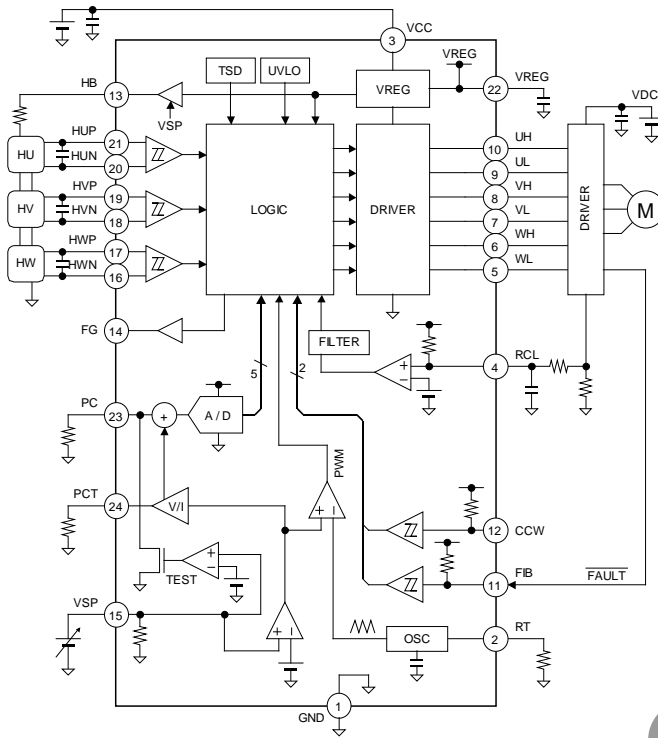 3
VCC
HB
13
TSD
UVLO
VREG
22
VREG
VSP
VDC
HUP
21
HU
HUN
20
HVP
19
HV
HVN
18
HWP
17
HW
HWN
16
LOGIC
DRIVER
10
UH
9
UL
8
VH
7
VL
6
WH
5
WL
DRIVER
M
FG
14
FILTER
+
−
4
RCL
5
2
PC
23
+
A / D
PWM
PCT
24
V/I
+ −
12
CCW
+
−
TEST
11
FIB
FAULT
VSP
15
+ −
OSC
2
RT
GND
1